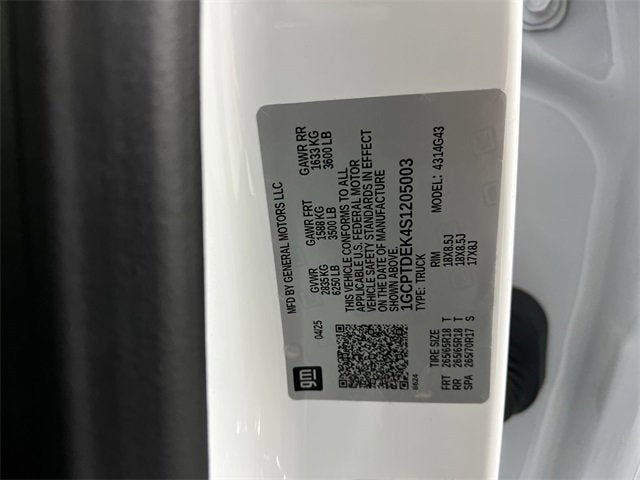 gm
MFD BY GENERAL MOTORS LLC
04/25
GVWR GAWR FRT GAWR RR
2835 KG 1588 KG 1633 KG
6250 LB 3500 LB 3600 LB
THIS VEHICLE CONFORMS TO ALL
APPLICABLE U.S. FEDERAL MOTOR
VEHICLE SAFETY STANDARDS IN EFFECT
ON THE DATE OF MANUFACTURE
SHOWN ABOVE.
1GCPTDEK4S1205003
TYPE: TRUCK MODEL: 4314G43
6624
TIRE SIZE RIM
FRT 265/65R18 T 18X8.5J
RR 265/65R18 T 18X8.5J
SPA 265/70R17 S 17X8J